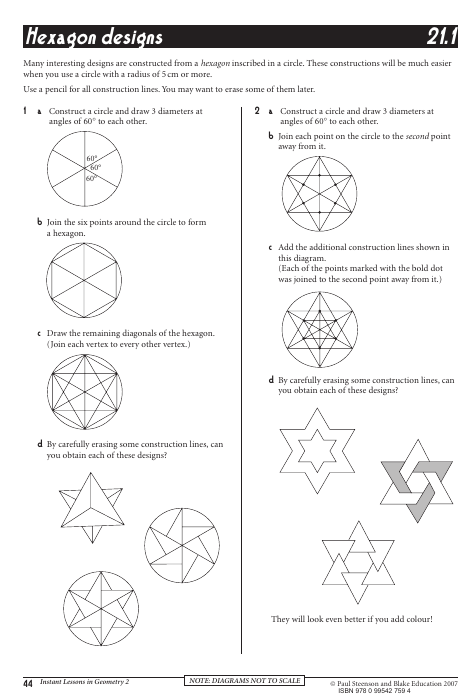 Hexagon designs 21.1
Many interesting designs are constructed from a hexagon inscribed in a circle. These constructions will be much easier
when you use a circle with a radius of 5 cm or more.
Use a pencil for all construction lines. You may want to erase some of them later.
1 a Construct a circle and draw 3 diameters at
angles of 60° to each other.
60°
60°
60°
b Join the six points around the circle to form
a hexagon.
c Draw the remaining diagonals of the hexagon.
(Join each vertex to every other vertex.)
d By carefully erasing some construction lines, can
you obtain each of these designs?
2 a Construct a circle and draw 3 diameters at
angles of 60° to each other.
b Join each point on the circle to the second point
away from it.
c Add the additional construction lines shown in
this diagram.
(Each of the points marked with the bold dot
was joined to the second point away from it.)
d By carefully erasing some construction lines, can
you obtain each of these designs?
They will look even better if you add colour!
44 Instant Lessons in Geometry 2 NOTE: DIAGRAMS NOT TO SCALE © Paul Steenson and Blake Education 2007
ISBN 978 0 99542 759 4